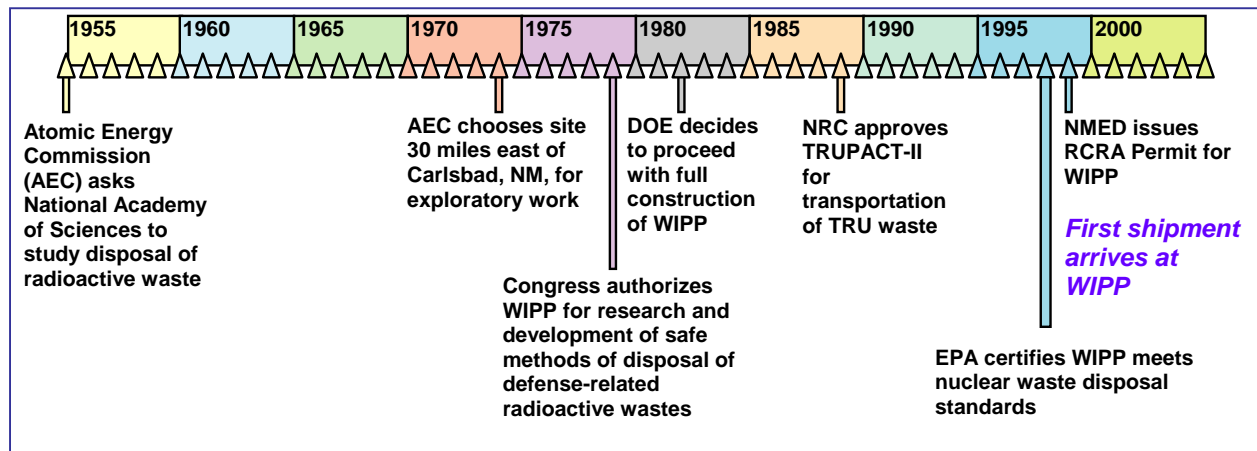 1955
1960
1965
1970
1975
1980
1985
1990
1995
2000
Atomic Energy
Commission
(AEC) asks
National Academy
of Sciences to
study disposal of
radioactive waste
AEC chooses site
30 miles east of
Carlsbad, NM, for
exploratory work
Congress authorizes
WIPP for research and
development of safe
methods of disposal of
defense-related
radioactive wastes
DOE decides
to proceed
with full
construction
of WIPP
NRC approves
TRUPACT-II
for
transportation
of TRU waste
EPA certifies WIPP meets
nuclear waste disposal
standards
NMED issues
RCRA Permit for
WIPP
First shipment
arrives at
WIPP